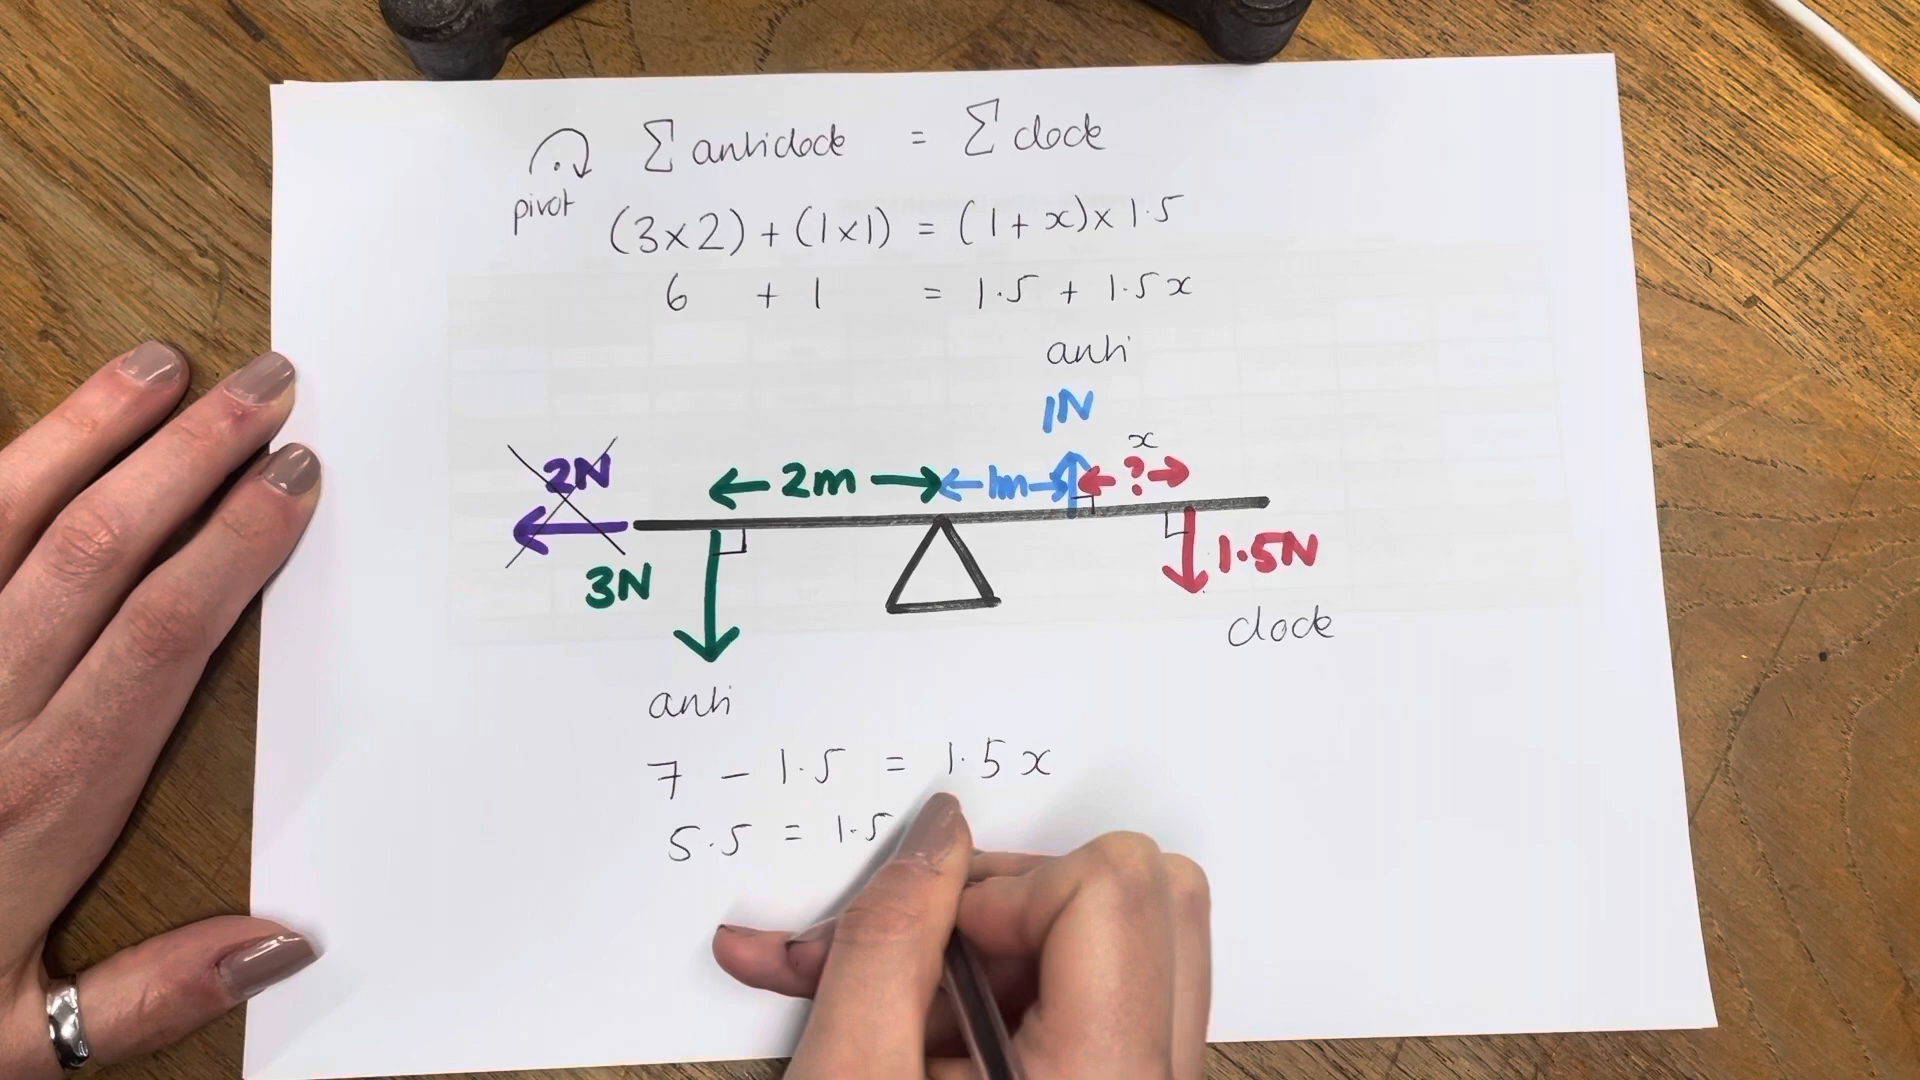 Σ anticlock = Σ clock
pivot
(3×2) + (1×1) = (1+x)×1.5
6 + 1 = 1.5 + 1.5x
anti
1N
x
2N
2m
1m
?
3N
1.5N
clock
anti
7 - 1.5 = 1.5x
5.5 = 1.5